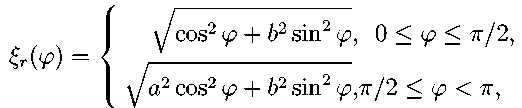 ξ_r(φ) = { √(cos² φ + b² sin² φ), 0 ≤ φ ≤ π/2,
√(a² cos² φ + b² sin² φ), π/2 ≤ φ < π,